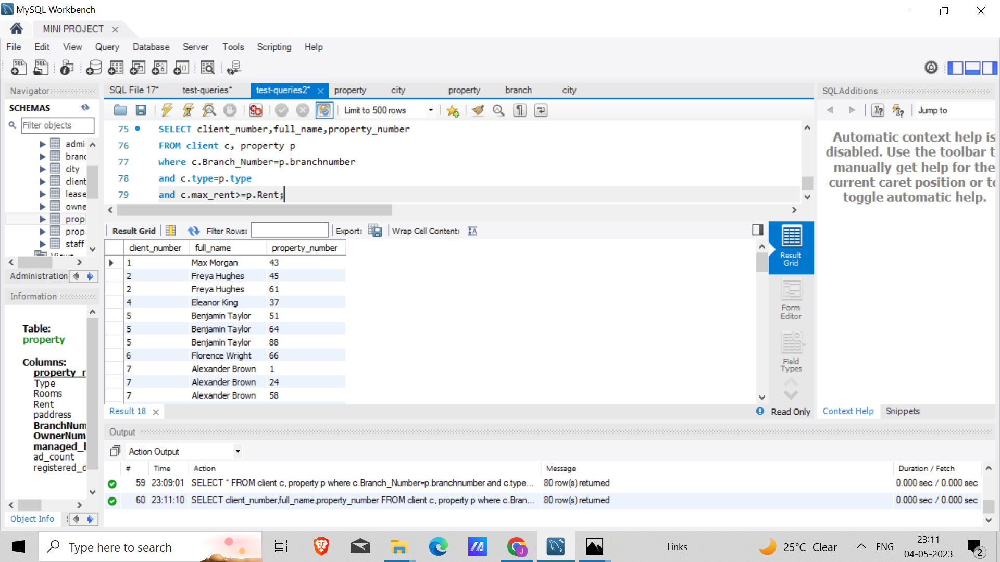 MySQL Workbench
MINI PROJECT
File Edit View Query Database Server Tools Scripting Help
Navigator
SCHEMAS
Filter objects
admi
branc
city
client
lease
owne
prop
prop
staff
Administration
Information
Table:
property
Columns:
property_r
Type
Rooms
Rent
paddress
BranchNum
OwnerNum
managed_l
ad_count
registered_d
Object Info
SQL File 17* test-queries* test-queries2* property city property branch city
Limit to 500 rows
75 SELECT client_number,full_name,property_number
76 FROM client c, property p
77 where c.Branch_Number=p.branchnumber
78 and c.type=p.type
79 and c.max_rent>=p.Rent;
Result Grid Filter Rows: Export: Wrap Cell Content:
client_number full_name property_number
1 Max Morgan 43
2 Freya Hughes 45
2 Freya Hughes 61
4 Eleanor King 37
5 Benjamin Taylor 51
5 Benjamin Taylor 64
5 Benjamin Taylor 88
6 Florence Wright 66
7 Alexander Brown 1
7 Alexander Brown 24
7 Alexander Brown 58
Result Grid
Form Editor
Field Types
Result 18
Read Only
SQLAdditions
Jump to
Automatic context help is
disabled. Use the toolbar t
manually get help for the
current caret position or to
toggle automatic help.
Context Help Snippets
Output
Action Output
# Time Action Message Duration / Fetch
59 23:09:01 SELECT * FROM client c, property p where c.Branch_Number=p.branchnumber and c.type... 80 row(s) returned 0.000 sec / 0.000 sec
60 23:11:10 SELECT client_number,full_name,property_number FROM client c, property p where c.Bran... 80 row(s) returned 0.000 sec / 0.000 sec
Type here to search
Links
25°C Clear
ENG
23:11
04-05-2023
2